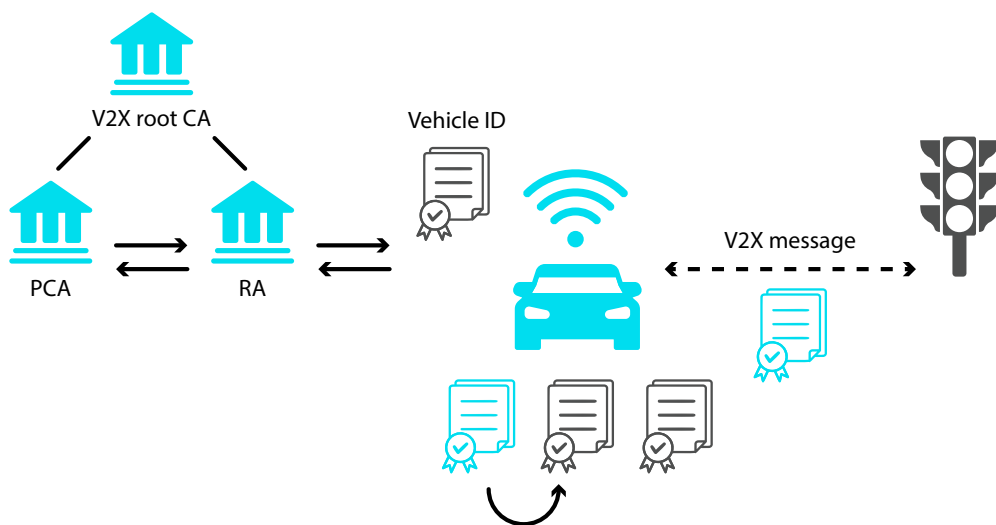 V2X root CA
Vehicle ID
V2X message
PCA
RA